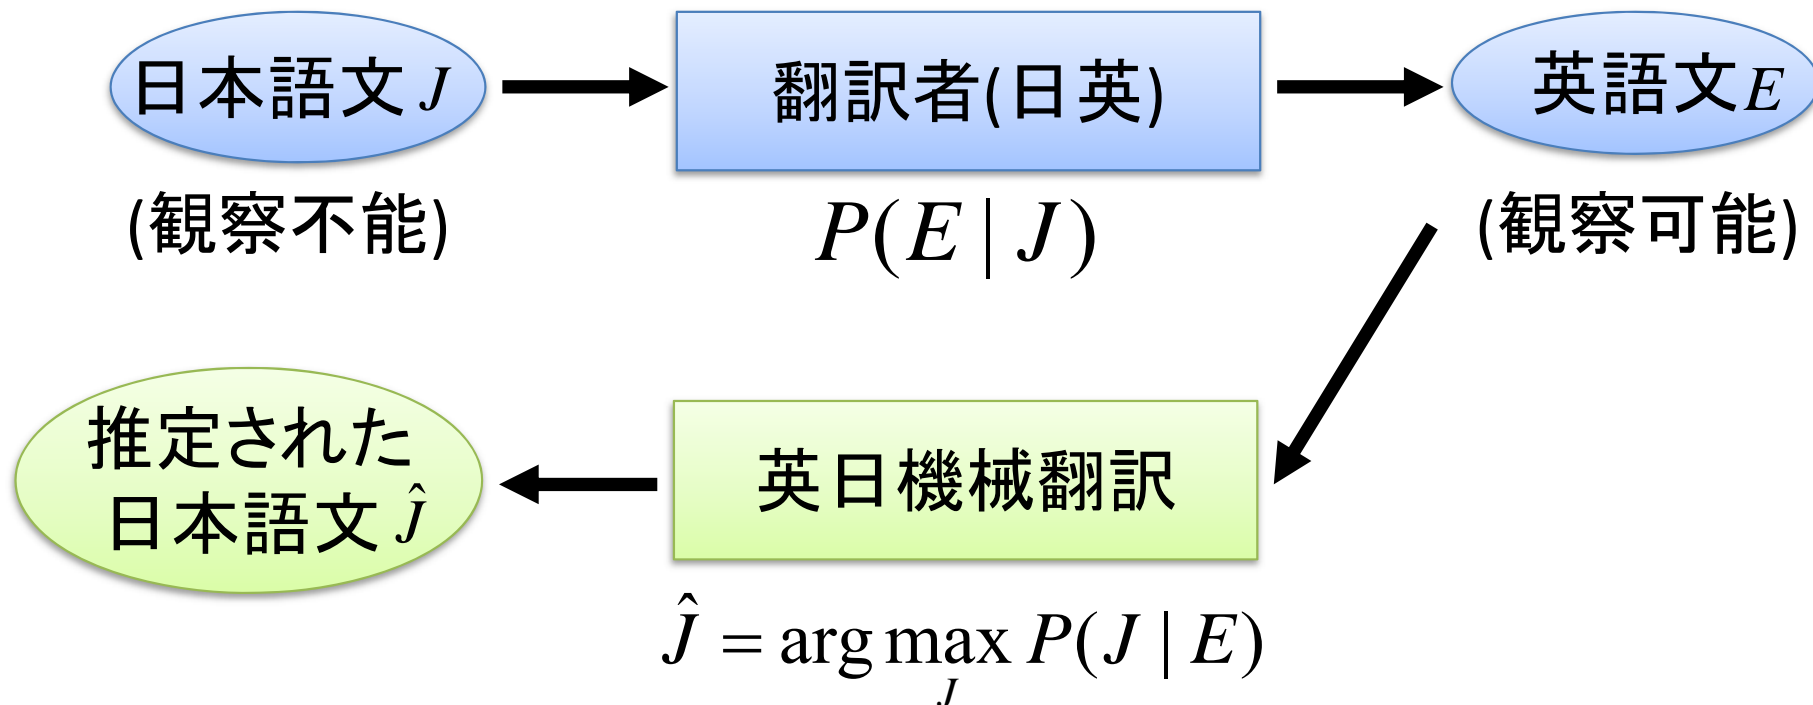 日本語文 J
翻訳者(日英)
英語文 E
(観察不能)
P(E | J)
(観察可能)
推定された
日本語文 Ĵ
英日機械翻訳
Ĵ = arg max P(J | E)
J